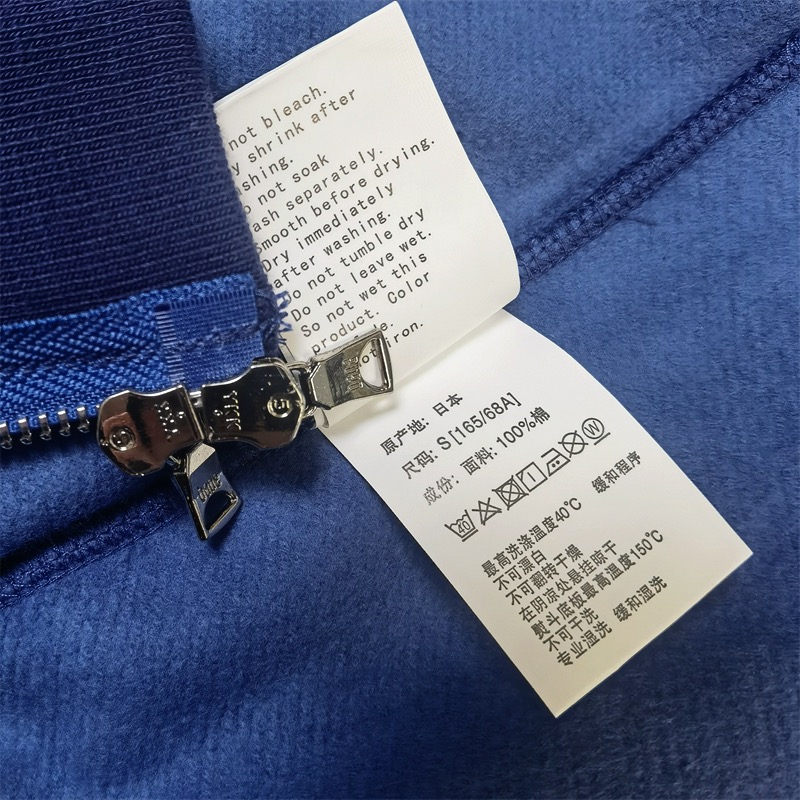 not bleach.
shrink after
shing.
not soak
ash separately.
mooth before drying.
Dry immediately
after washing.
o not tumble dry
Do not leave wet.
So not wet this
product. Color
e.
ot iron.
YKK
5
原产地: 日本
尺码: S[165/68A]
成份: 面料: 100%棉
最高洗涤温度40℃ 缓和程序
不可漂白
不可翻转干燥
在阴凉处悬挂晾干
熨斗底板最高温度150℃
不可干洗
专业湿洗 缓和湿洗